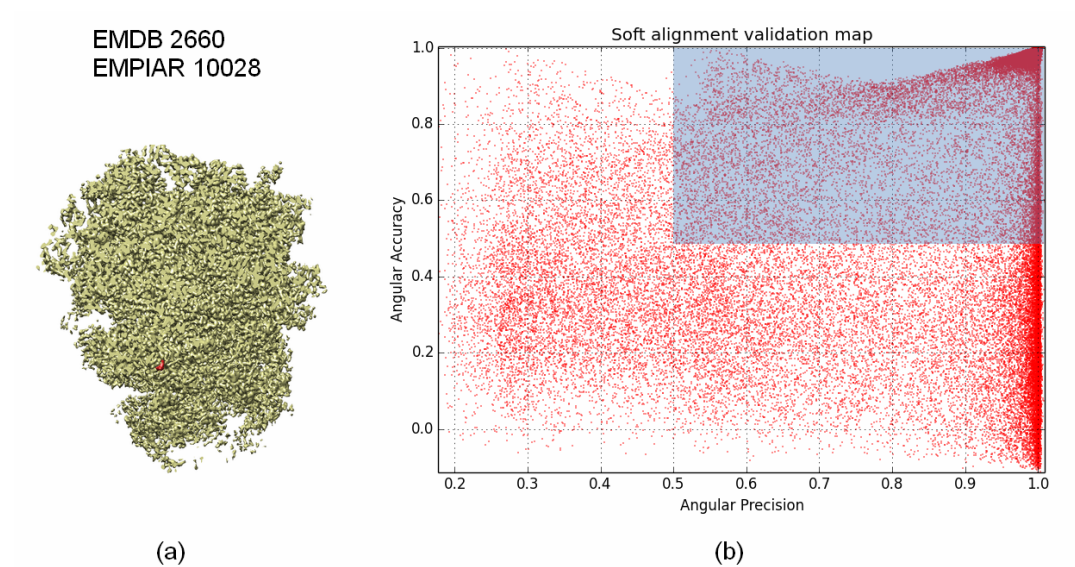 EMDB 2660
EMPIAR 10028
Soft alignment validation map
1.0
0.8
0.6
0.4
0.2
0.0
Angular Accuracy
0.2 0.3 0.4 0.5 0.6 0.7 0.8 0.9 1.0
Angular Precision
(a)
(b)